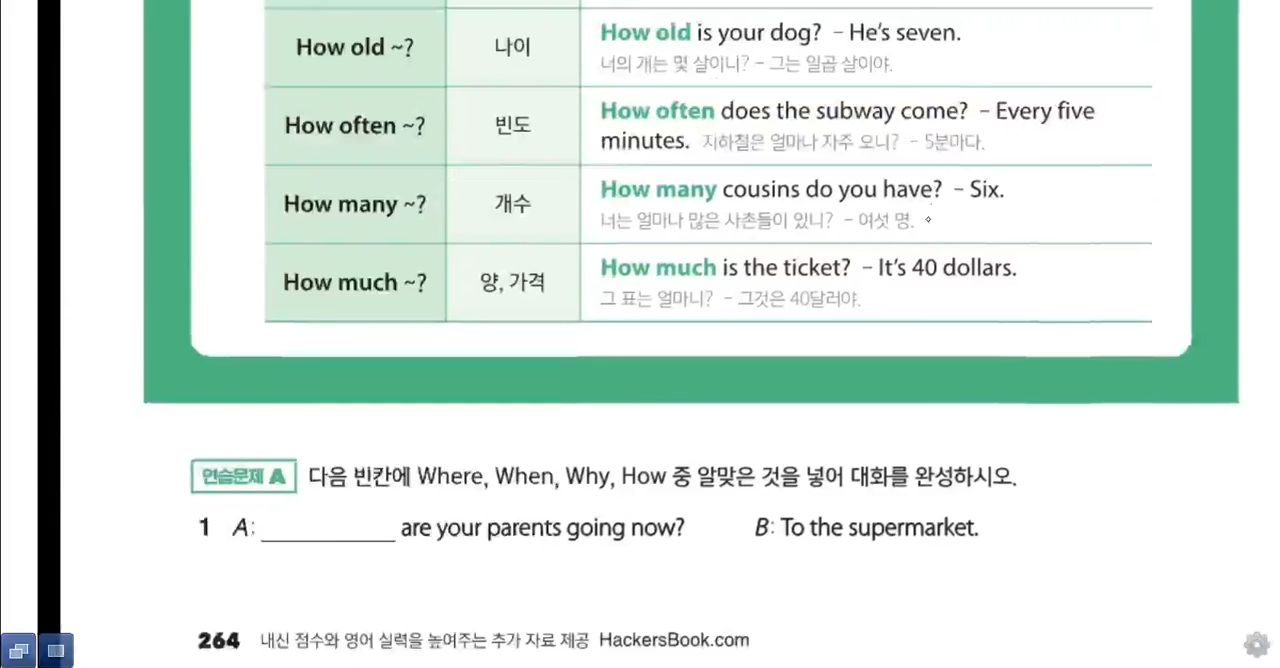 How old ~?
나이
How old is your dog? – He's seven.
너의 개는 몇 살이니? – 그는 일곱 살이야.
How often ~?
빈도
How often does the subway come? – Every five
minutes. 지하철은 얼마나 자주 오니? – 5분마다.
How many ~?
개수
How many cousins do you have? – Six.
너는 얼마나 많은 사촌들이 있니? – 여섯 명.
How much ~?
양, 가격
How much is the ticket? – It's 40 dollars.
그 표는 얼마니? – 그것은 40달러야.
연습문제 A 다음 빈칸에 Where, When, Why, How 중 알맞은 것을 넣어 대화를 완성하시오.
1 A: ____________ are your parents going now? B: To the supermarket.
264 내신 점수와 영어 실력을 높여주는 추가 자료 제공 HackersBook.com